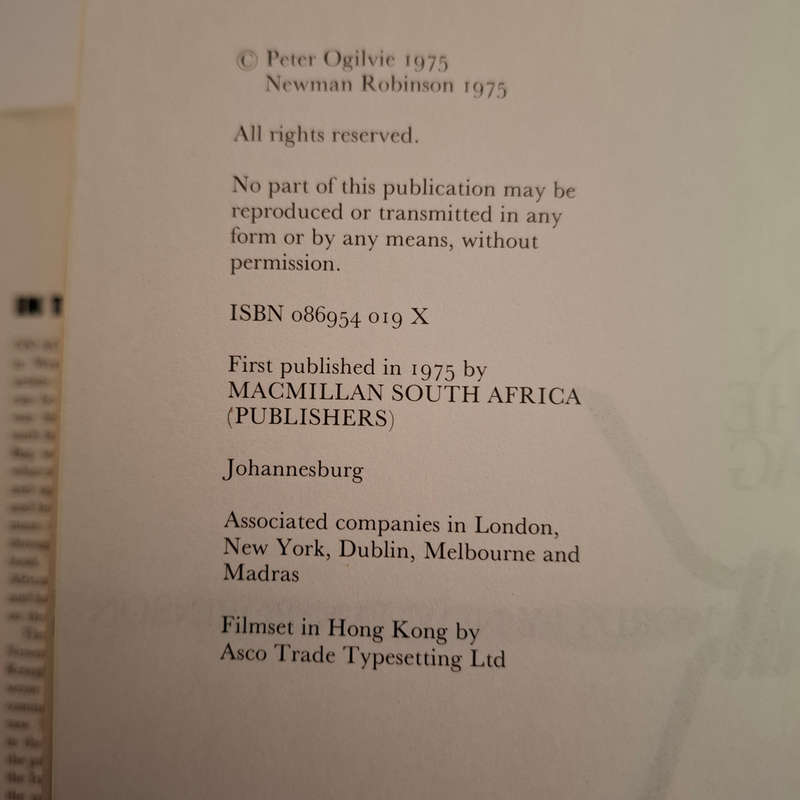 © Peter Ogilvie 1975
Newman Robinson 1975
All rights reserved.
No part of this publication may be
reproduced or transmitted in any
form or by any means, without
permission.
ISBN 086954 019 X
First published in 1975 by
MACMILLAN SOUTH AFRICA
(PUBLISHERS)
Johannesburg
Associated companies in London,
New York, Dublin, Melbourne and
Madras
Filmset in Hong Kong by
Asco Trade Typesetting Ltd